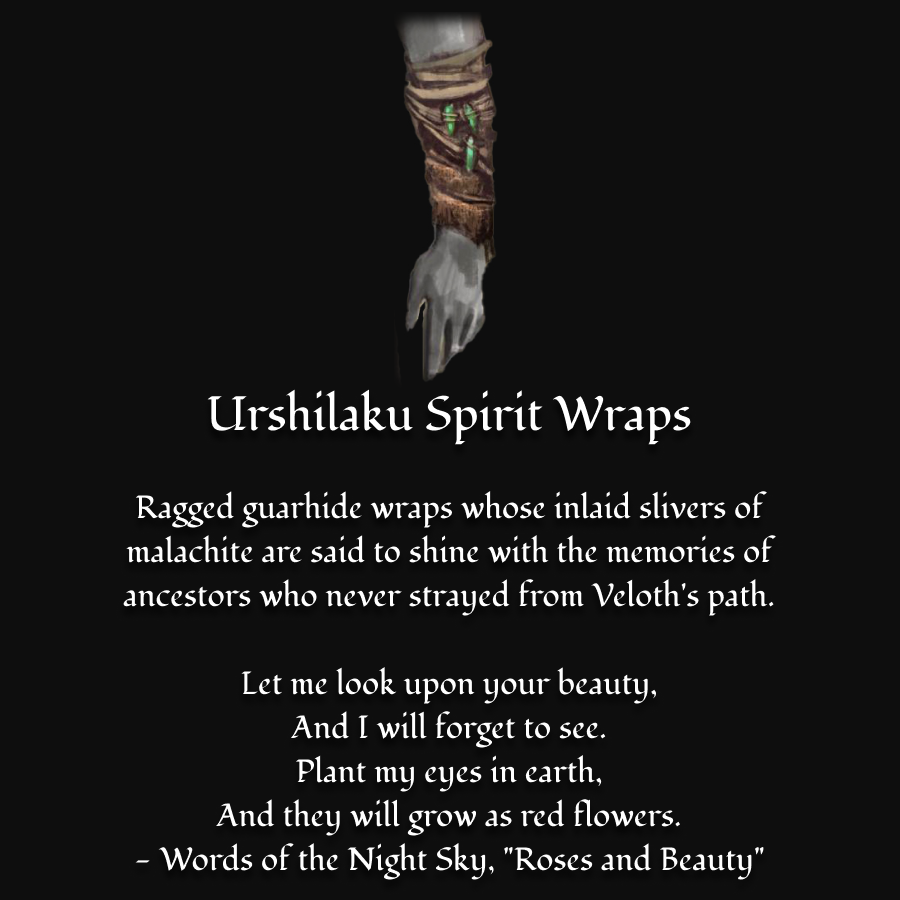 Urshilaku Spirit Wraps
Ragged guarhide wraps whose inlaid slivers of
malachite are said to shine with the memories of
ancestors who never strayed from Veloth's path.
Let me look upon your beauty,
And I will forget to see.
Plant my eyes in earth,
And they will grow as red flowers.
- Words of the Night Sky, "Roses and Beauty"